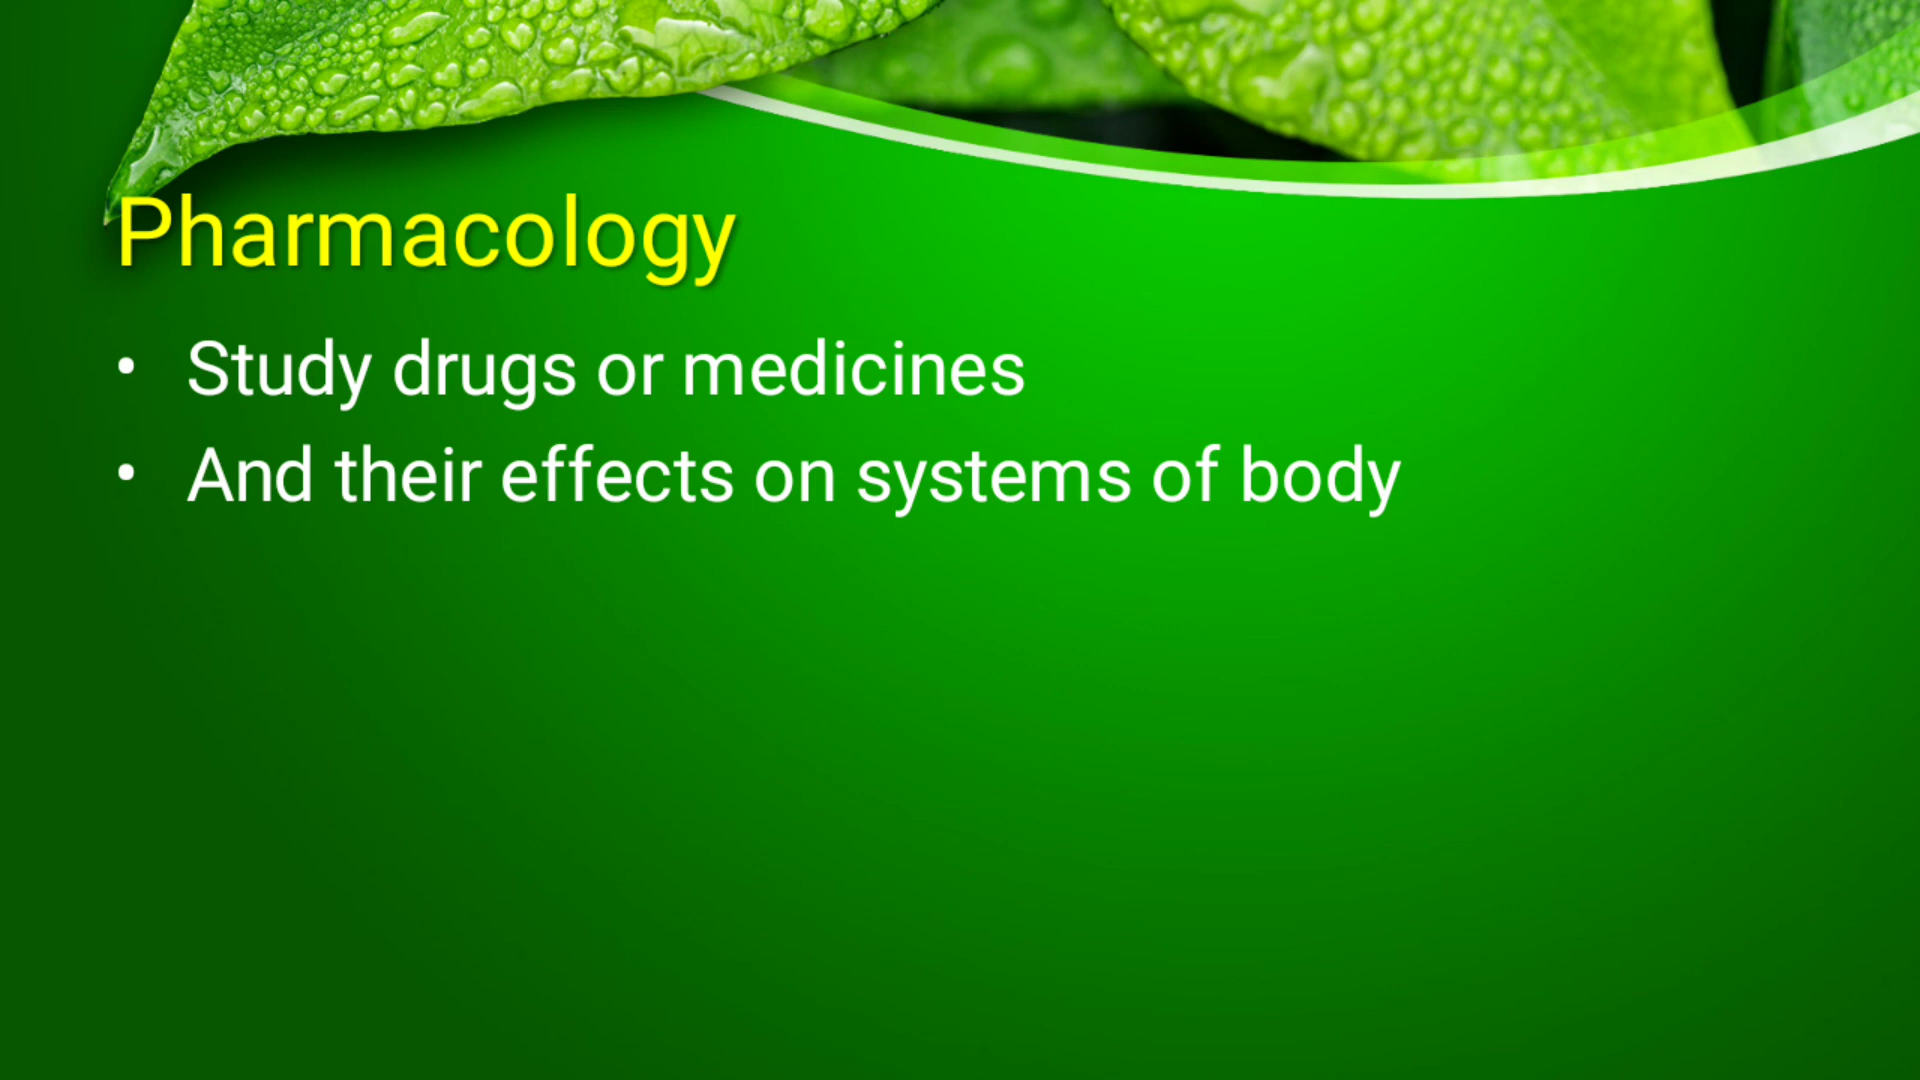 Pharmacology
• Study drugs or medicines
• And their effects on systems of body